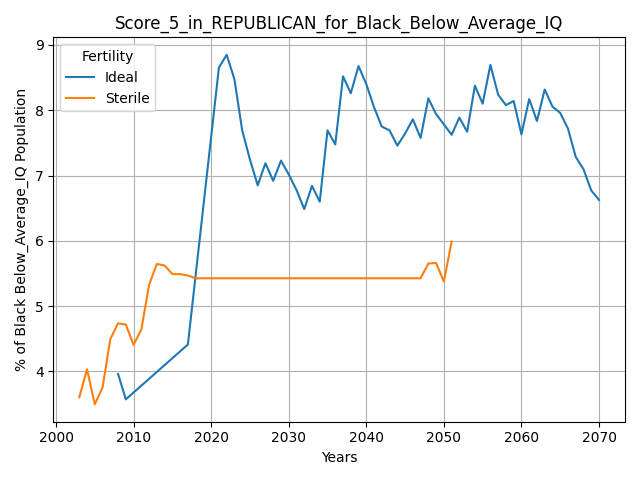 Score_5_in_REPUBLICAN_for_Black_Below_Average_IQ
Fertility
Ideal
Sterile
% of Black Below_Average_IQ Population
9
8
7
6
5
4
2000
2010
2020
2030
2040
2050
2060
2070
Years